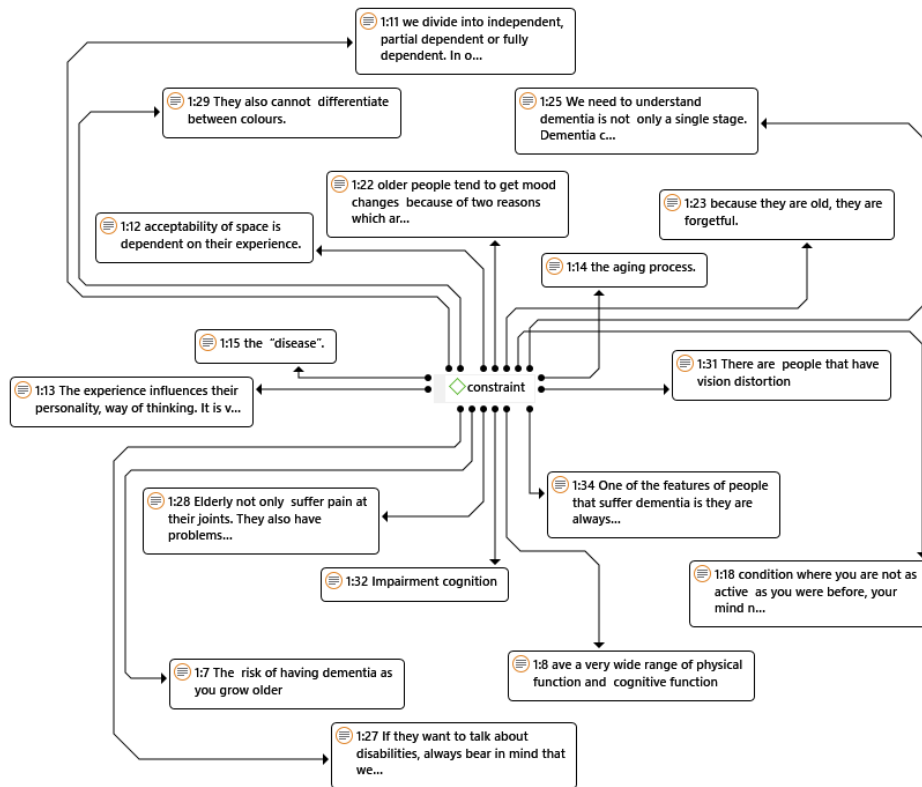 1:11 we divide into independent,
partial dependent or fully
dependent. In o...
1:29 They also cannot differentiate
between colours.
1:25 We need to understand
dementia is not only a single stage.
Dementia c...
1:22 older people tend to get mood
changes because of two reasons
which ar...
1:23 because they are old, they are
forgetful.
1:12 acceptability of space is
dependent on their experience.
1:14 the aging process.
1:15 the "disease".
1:31 There are people that have
vision distortion
1:13 The experience influences their
personality, way of thinking. It is v...
constraint
1:34 One of the features of people
that suffer dementia is they are
always...
1:28 Elderly not only suffer pain at
their joints. They also have
problems...
1:32 Impairment cognition
1:18 condition where you are not as
active as you were before, your
mind n...
1:7 The risk of having dementia as
you grow older
1:8 ave a very wide range of physical
function and cognitive function
1:27 If they want to talk about
disabilities, always bear in mind that
we...